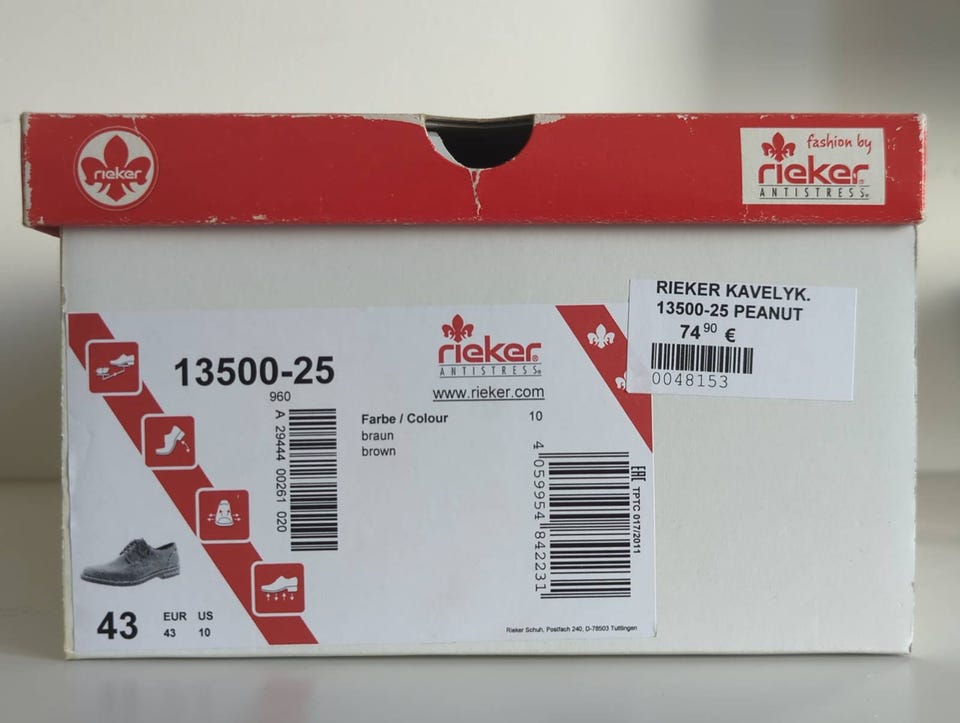 rieker
fashion by
rieker®
ANTISTRESS®
RIEKER KAVELYK.
13500-25 PEANUT
74 90 €
0048153
13500-25
960
A 29444 00261 020
rieker®
ANTISTRESS®
www.rieker.com
Farbe / Colour
braun
brown
10
4 059954 842231
EAC TPTC 017/2011
43
EUR US
43 10
Rieker Schuh, Postfach 240, D-78503 Tuttlingen